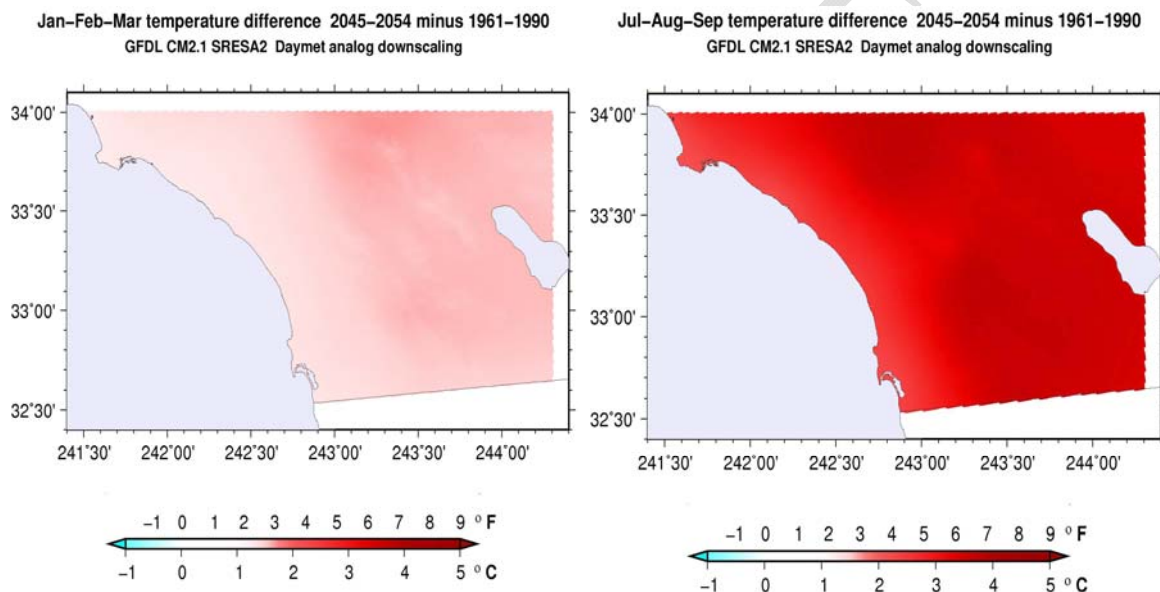 Jan-Feb-Mar temperature difference 2045-2054 minus 1961-1990
GFDL CM2.1 SRESA2 Daymet analog downscaling
34°00'
33°30'
33°00'
32°30'
241°30' 242°00' 242°30' 243°00' 243°30' 244°00'
-1 0 1 2 3 4 5 6 7 8 9 °F
-1 0 1 2 3 4 5 °C
Jul-Aug-Sep temperature difference 2045-2054 minus 1961-1990
GFDL CM2.1 SRESA2 Daymet analog downscaling
34°00'
33°30'
33°00'
32°30'
241°30' 242°00' 242°30' 243°00' 243°30' 244°00'
-1 0 1 2 3 4 5 6 7 8 9 °F
-1 0 1 2 3 4 5 °C